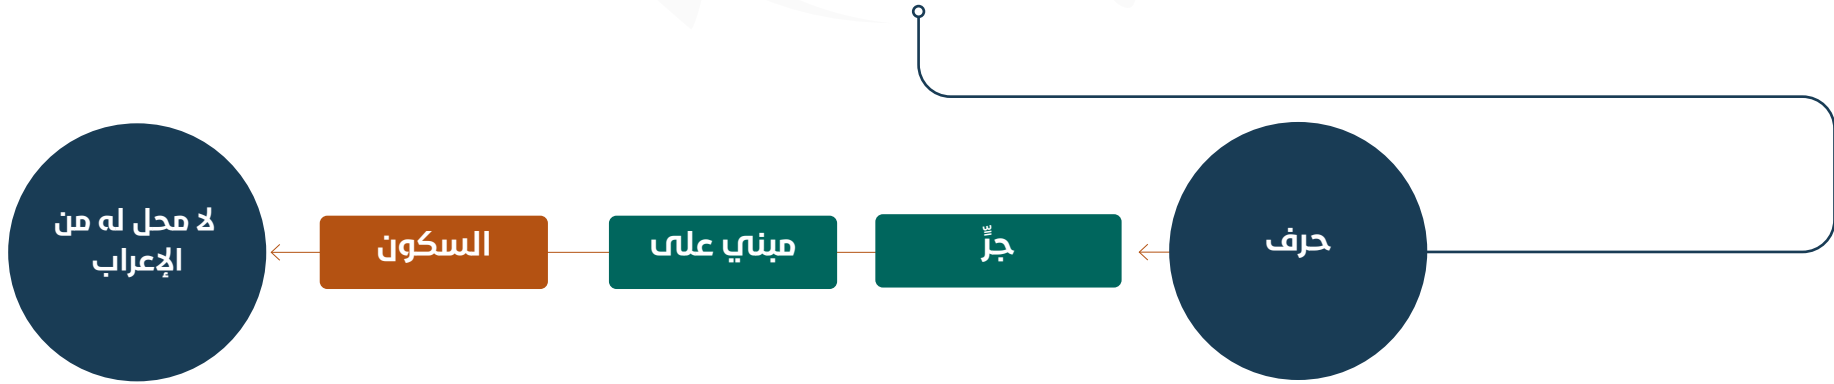 حرف
جرٍّ
مبني على
السكون
لا محل له من
الإعراب